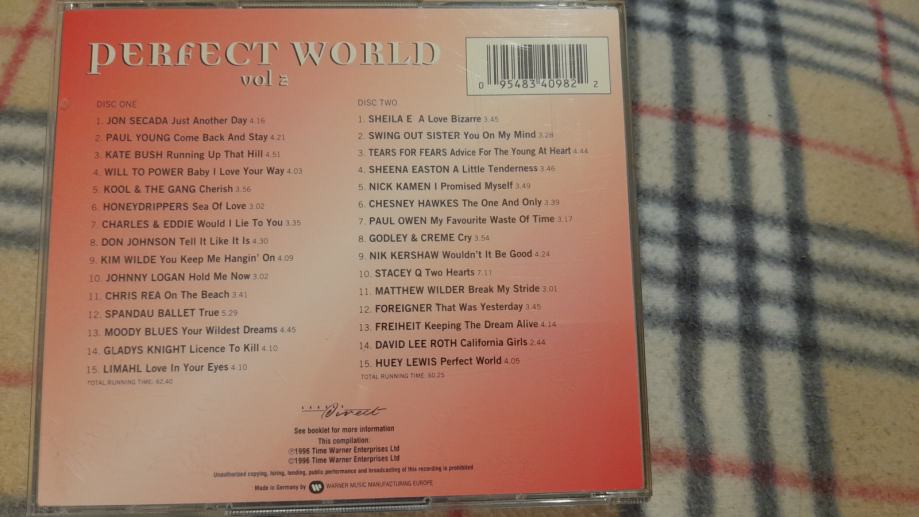 PERFECT WORLD
vol 2
0 95483 40982 2
DISC ONE
1. JON SECADA Just Another Day 4.16
2. PAUL YOUNG Come Back And Stay 4.21
3. KATE BUSH Running Up That Hill 4.51
4. WILL TO POWER Baby I Love Your Way 4.03
5. KOOL & THE GANG Cherish 3.56
6. HONEYDRIPPERS Sea Of Love 3.02
7. CHARLES & EDDIE Would I Lie To You 3.35
8. DON JOHNSON Tell It Like It Is 4.30
9. KIM WILDE You Keep Me Hangin' On 4.09
10. JOHNNY LOGAN Hold Me Now 3.02
11. CHRIS REA On The Beach 3.41
12. SPANDAU BALLET True 5.29
13. MOODY BLUES Your Wildest Dreams 4.45
14. GLADYS KNIGHT Licence To Kill 4.10
15. LIMAHL Love In Your Eyes 4.10
TOTAL RUNNING TIME: 62.40
DISC TWO
1. SHEILA E A Love Bizarre 3.45
2. SWING OUT SISTER You On My Mind 3.28
3. TEARS FOR FEARS Advice For The Young At Heart 4.44
4. SHEENA EASTON A Little Tenderness 3.46
5. NICK KAMEN I Promised Myself 3.49
6. CHESNEY HAWKES The One And Only 3.39
7. PAUL OWEN My Favourite Waste Of Time 3.17
8. GODLEY & CREME Cry 3.54
9. NIK KERSHAW Wouldn't It Be Good 4.24
10. STACEY Q Two Hearts 7.11
11. MATTHEW WILDER Break My Stride 3.01
12. FOREIGNER That Was Yesterday 3.45
13. FREIHEIT Keeping The Dream Alive 4.14
14. DAVID LEE ROTH California Girls 2.44
15. HUEY LEWIS Perfect World 4.05
TOTAL RUNNING TIME: 60.25
Direct
See booklet for more information
This compilation:
℗1996 Time Warner Enterprises Ltd
©1996 Time Warner Enterprises Ltd
Unauthorised copying, hiring, lending, public performance and broadcasting of this recording is prohibited
Made in Germany by WARNER MUSIC MANUFACTURING EUROPE